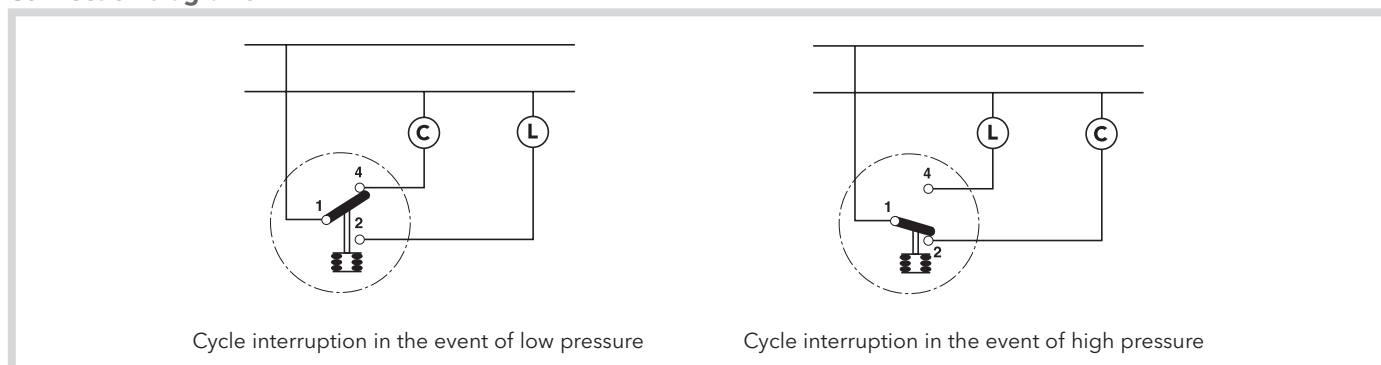 C
L
4
1
2
L
C
4
1
2
Cycle interruption in the event of low pressure
Cycle interruption in the event of high pressure